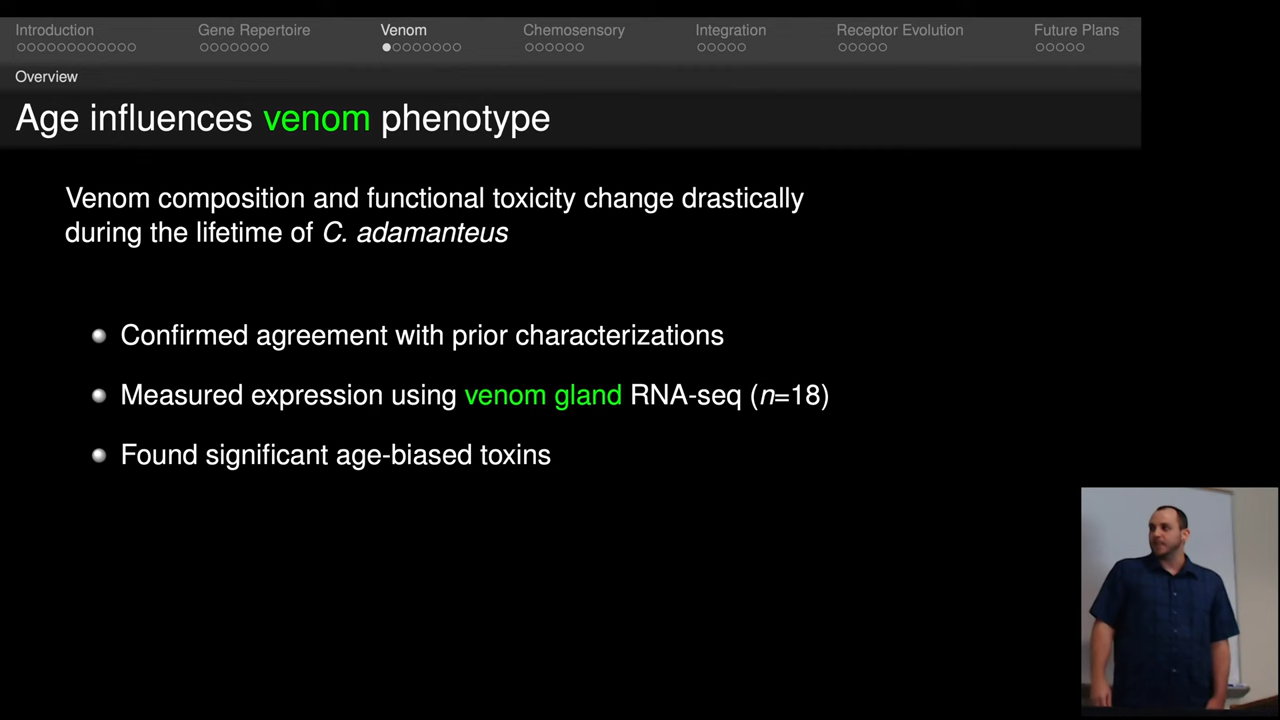 Introduction Gene Repertoire Venom Chemosensory Integration Receptor Evolution Future Plans
Overview
Age influences venom phenotype
Venom composition and functional toxicity change drastically
during the lifetime of C. adamanteus
Confirmed agreement with prior characterizations
Measured expression using venom gland RNA-seq (n=18)
Found significant age-biased toxins